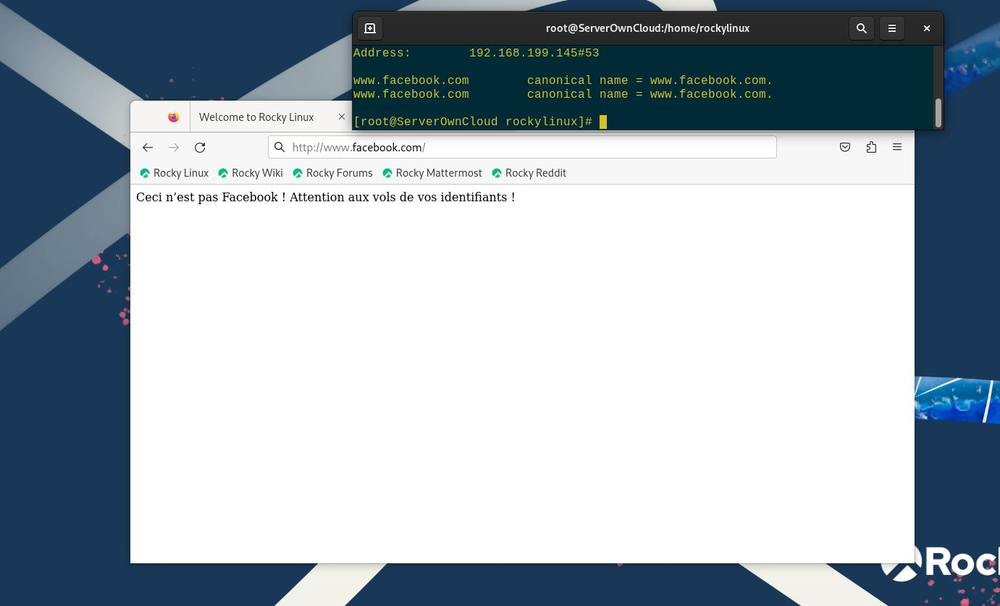 root@ServerOwnCloud:/home/rockylinux
Address:        192.168.199.145#53
www.facebook.com        canonical name = www.facebook.com.
www.facebook.com        canonical name = www.facebook.com.
[root@ServerOwnCloud rockylinux]#
Welcome to Rocky Linux
http://www.facebook.com/
Rocky Linux Rocky Wiki Rocky Forums Rocky Mattermost Rocky Reddit
Ceci n’est pas Facebook ! Attention aux vols de vos identifiants !